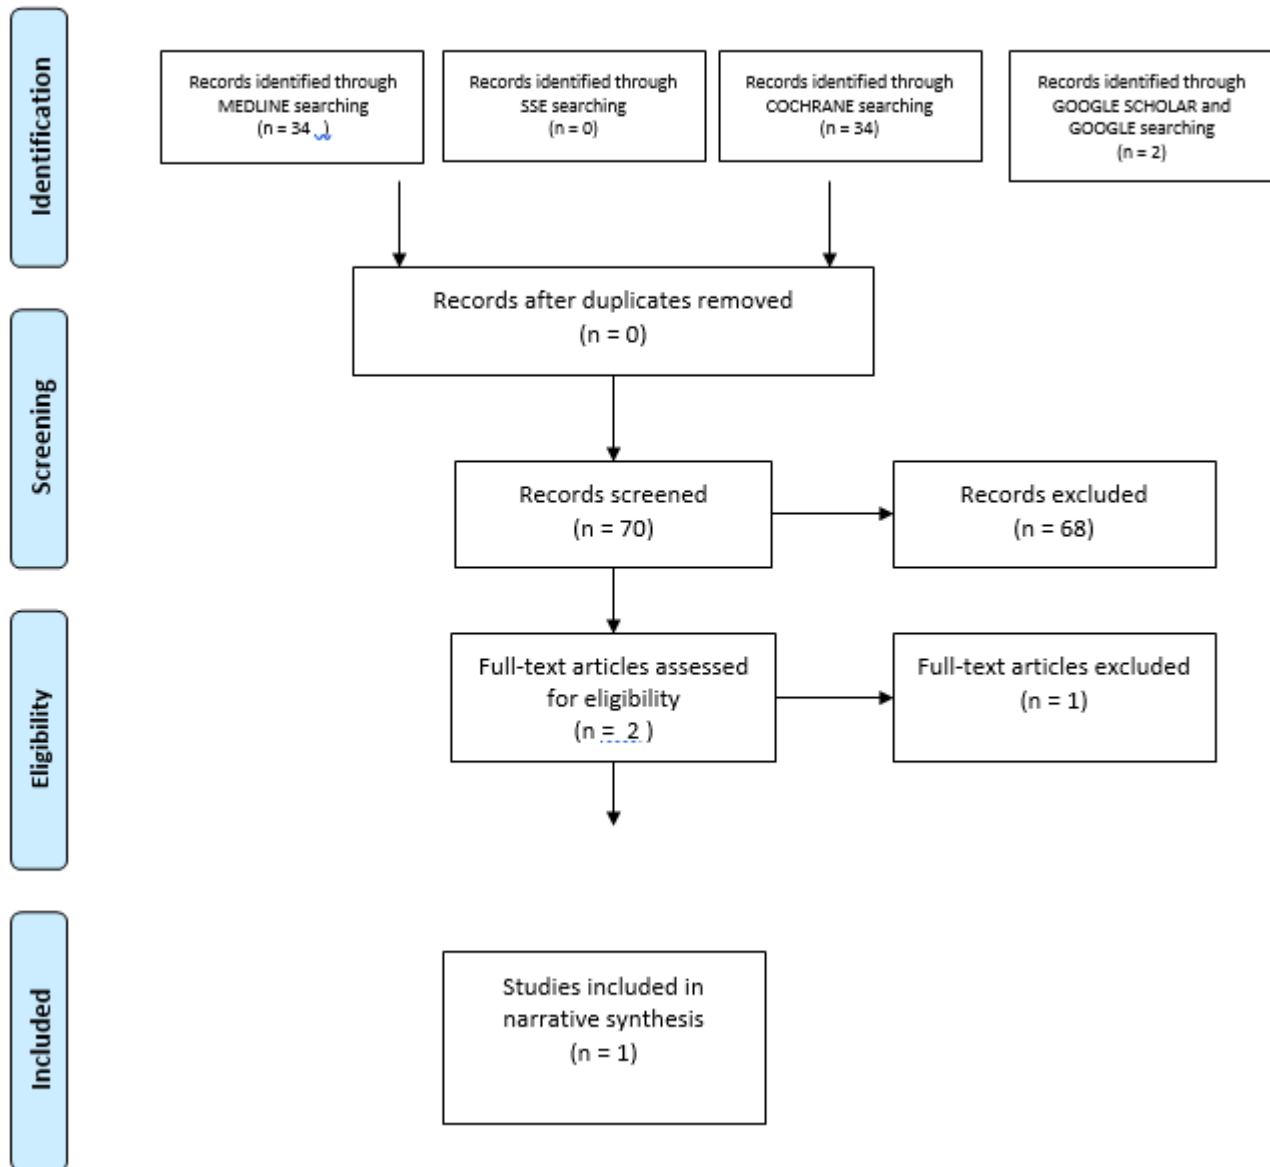 Identification
Records identified through
MEDLINE searching
(n = 34 )
Records identified through
SSE searching
(n = 0)
Records identified through
COCHRANE searching
(n = 34)
Records identified through
GOOGLE SCHOLAR and
GOOGLE searching
(n = 2)
Records after duplicates removed
(n = 0)
Screening
Records screened
(n = 70)
Records excluded
(n = 68)
Eligibility
Full-text articles assessed
for eligibility
(n = 2 )
Full-text articles excluded
(n = 1)
Included
Studies included in
narrative synthesis
(n = 1)